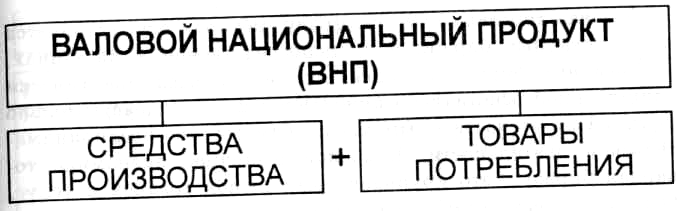 ВАЛОВОЙ НАЦИОНАЛЬНЫЙ ПРОДУКТ
(ВНП)
СРЕДСТВА
ПРОИЗВОДСТВА
+
ТОВАРЫ
ПОТРЕБЛЕНИЯ